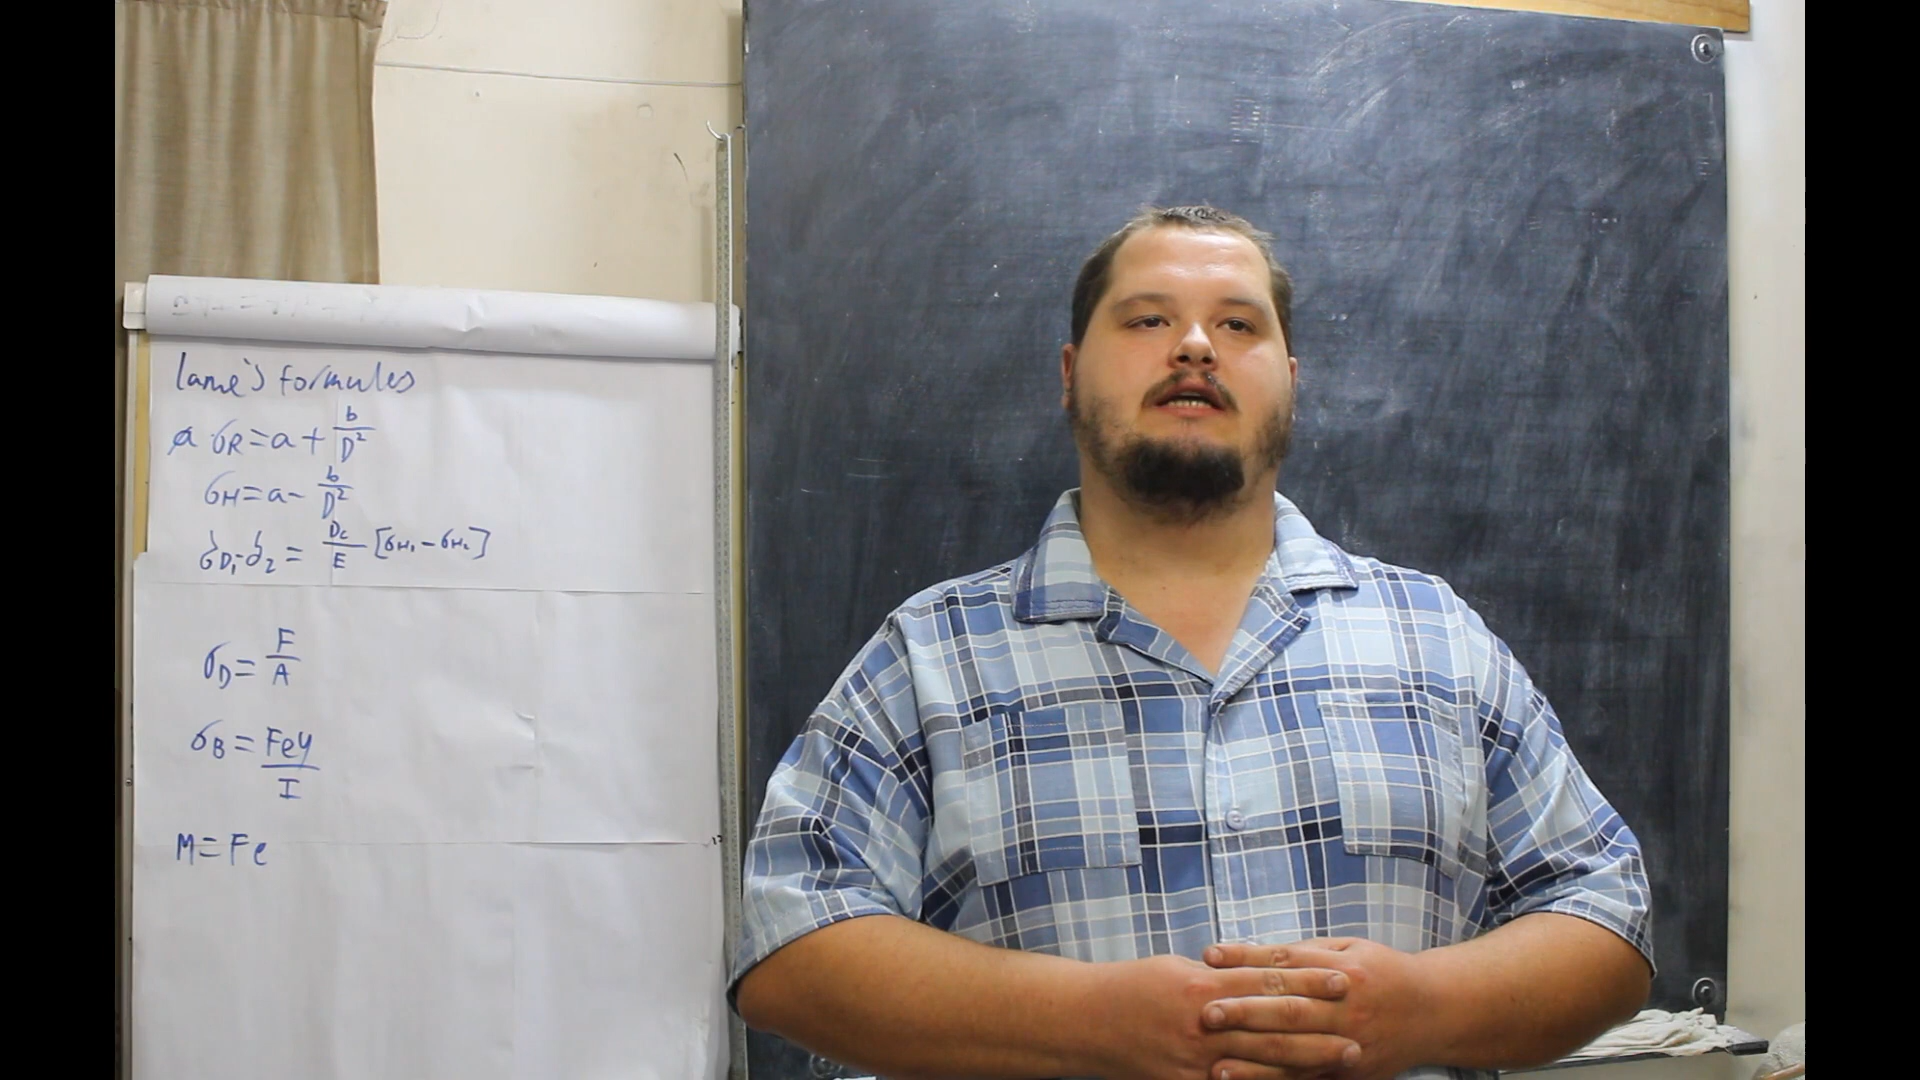 Lame's formules
a σR = a + b/D²
σH = a - b/D²
δD₁-δ₂ = Dc/E [σH₁ - σH₂]
σD = F/A
σB = Fey/I
M = Fe